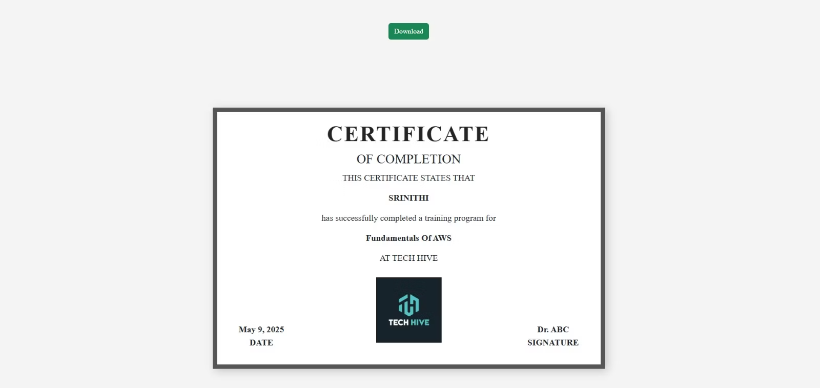 Download
CERTIFICATE
OF COMPLETION
THIS CERTIFICATE STATES THAT
SRINITHI
has successfully completed a training program for
Fundamentals Of AWS
AT TECH HIVE
TECH HIVE
May 9, 2025
DATE
Dr. ABC
SIGNATURE